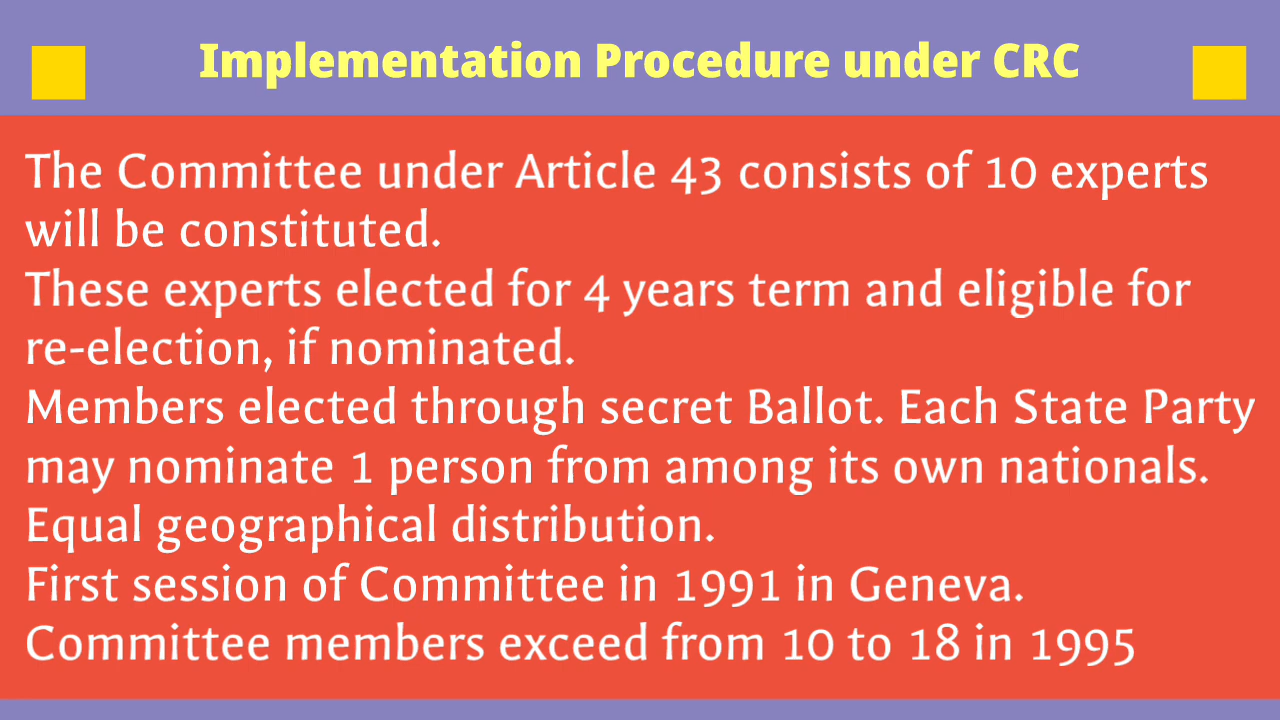 Implementation Procedure under CRC
The Committee under Article 43 consists of 10 experts
will be constituted.
These experts elected for 4 years term and eligible for
re-election, if nominated.
Members elected through secret Ballot. Each State Party
may nominate 1 person from among its own nationals.
Equal geographical distribution.
First session of Committee in 1991 in Geneva.
Committee members exceed from 10 to 18 in 1995